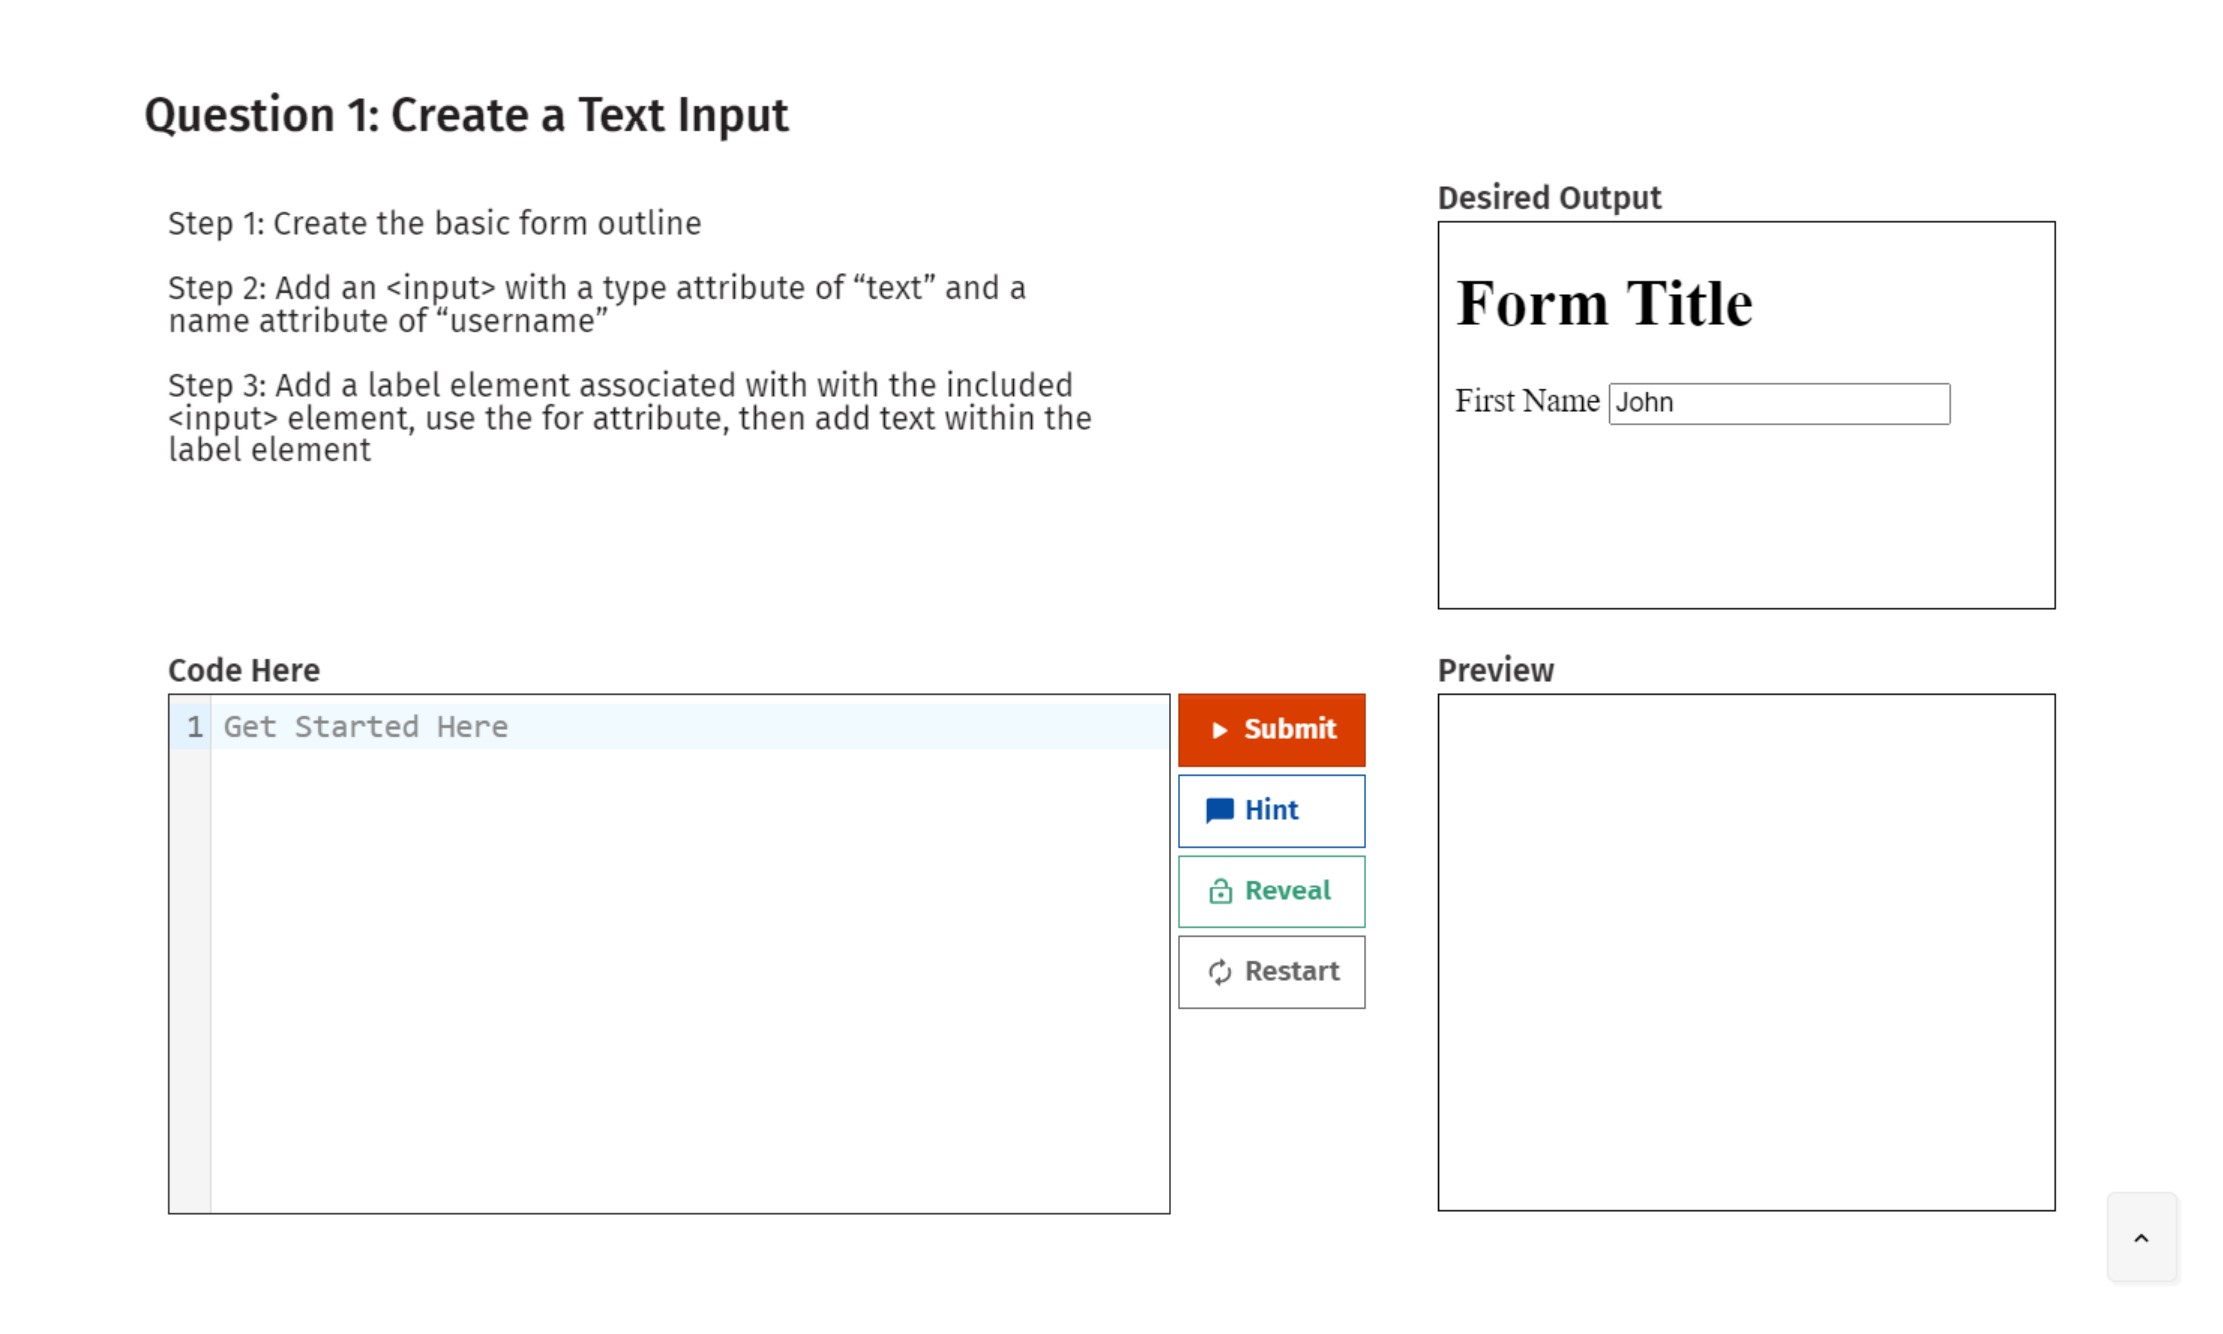 Question 1: Create a Text Input
Step 1: Create the basic form outline
Step 2: Add an <input> with a type attribute of “text” and a
name attribute of “username”
Step 3: Add a label element associated with with the included
<input> element, use the for attribute, then add text within the
label element
Desired Output
Form Title
First Name John
Code Here
1 Get Started Here
Submit
Hint
Reveal
Restart
Preview